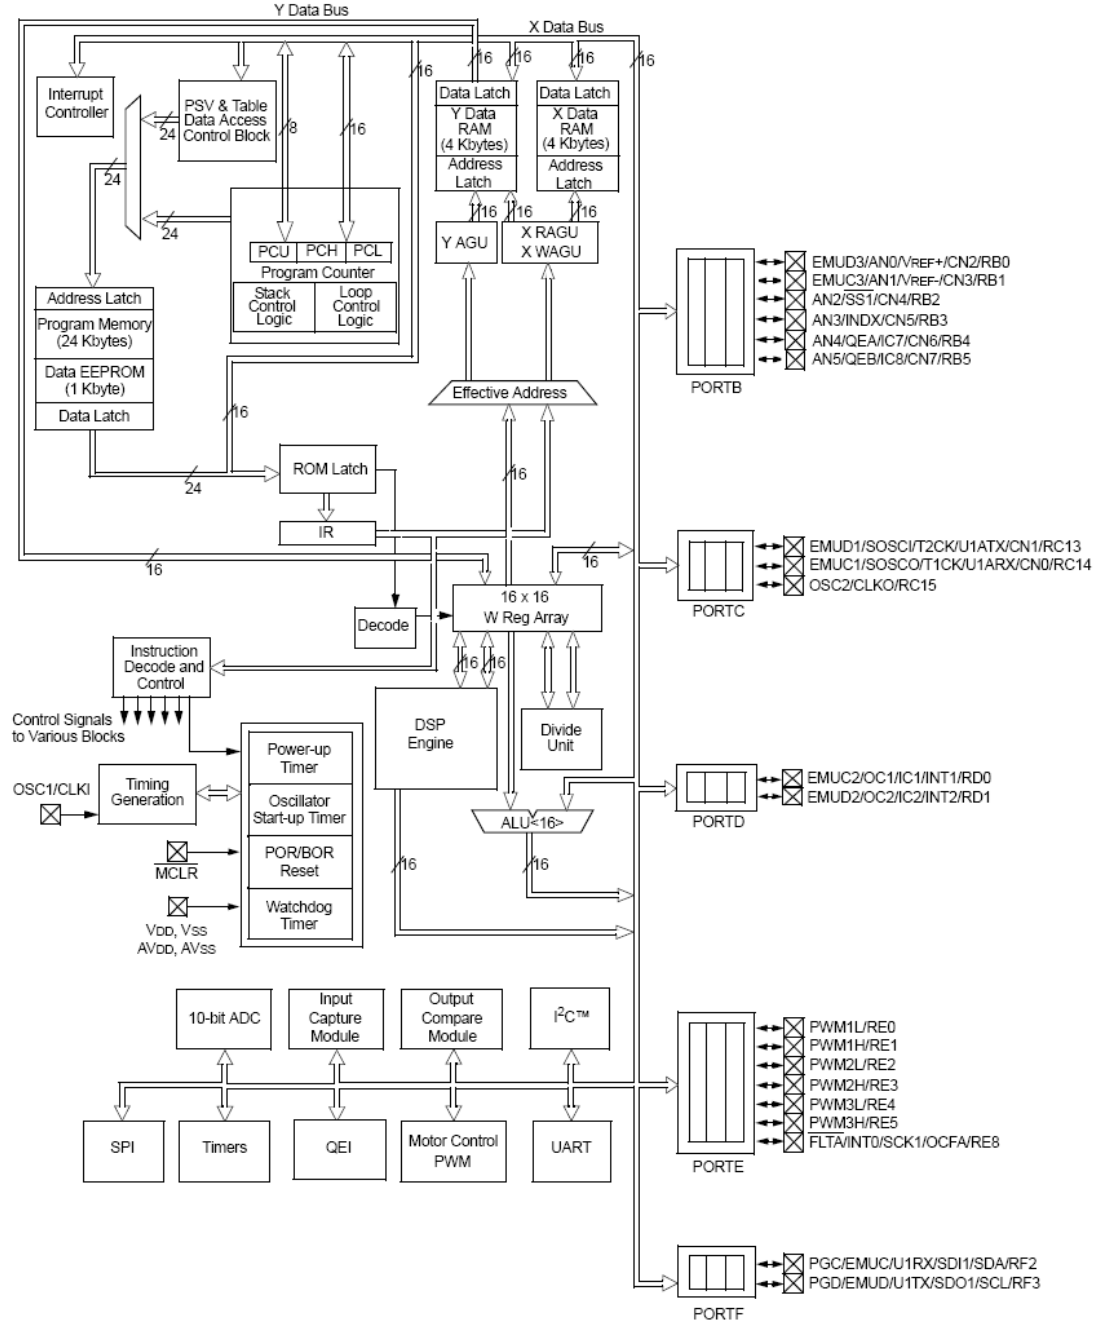 Y Data Bus
X Data Bus
16
16
16
16
16
Interrupt
Controller
PSV & Table
Data Access
Control Block
24
8
16
Data Latch
Y Data
RAM
(4 Kbytes)
Address
Latch
Data Latch
X Data
RAM
(4 Kbytes)
Address
Latch
24
24
16
16
16
Y AGU
X RAGU
X WAGU
PCU
PCH
PCL
Program Counter
Stack
Control
Logic
Loop
Control
Logic
Address Latch
Program Memory
(24 Kbytes)
Data EEPROM
(1 Kbyte)
Data Latch
16
24
Effective Address
ROM Latch
16
IR
16
16
16 x 16
W Reg Array
Decode
Instruction
Decode and
Control
16
16
Control Signals
to Various Blocks
DSP
Engine
Divide
Unit
Power-up
Timer
OSC1/CLKI
Timing
Generation
Oscillator
Start-up Timer
ALU<16>
POR/BOR
Reset
MCLR
16
16
Watchdog
Timer
VDD, VSS
AVDD, AVSS
10-bit ADC
Input
Capture
Module
Output
Compare
Module
I2C™
SPI
Timers
QEI
Motor Control
PWM
UART
EMUD3/AN0/VREF+/CN2/RB0
EMUC3/AN1/VREF-/CN3/RB1
AN2/SS1/CN4/RB2
AN3/INDX/CN5/RB3
AN4/QEA/IC7/CN6/RB4
AN5/QEB/IC8/CN7/RB5
PORTB
EMUD1/SOSCI/T2CK/U1ATX/CN1/RC13
EMUC1/SOSCO/T1CK/U1ARX/CN0/RC14
OSC2/CLKO/RC15
PORTC
EMUC2/OC1/IC1/INT1/RD0
EMUD2/OC2/IC2/INT2/RD1
PORTD
PWM1L/RE0
PWM1H/RE1
PWM2L/RE2
PWM2H/RE3
PWM3L/RE4
PWM3H/RE5
FLTA/INT0/SCK1/OCFA/RE8
PORTE
PGC/EMUC/U1RX/SDI1/SDA/RF2
PGD/EMUD/U1TX/SDO1/SCL/RF3
PORTF